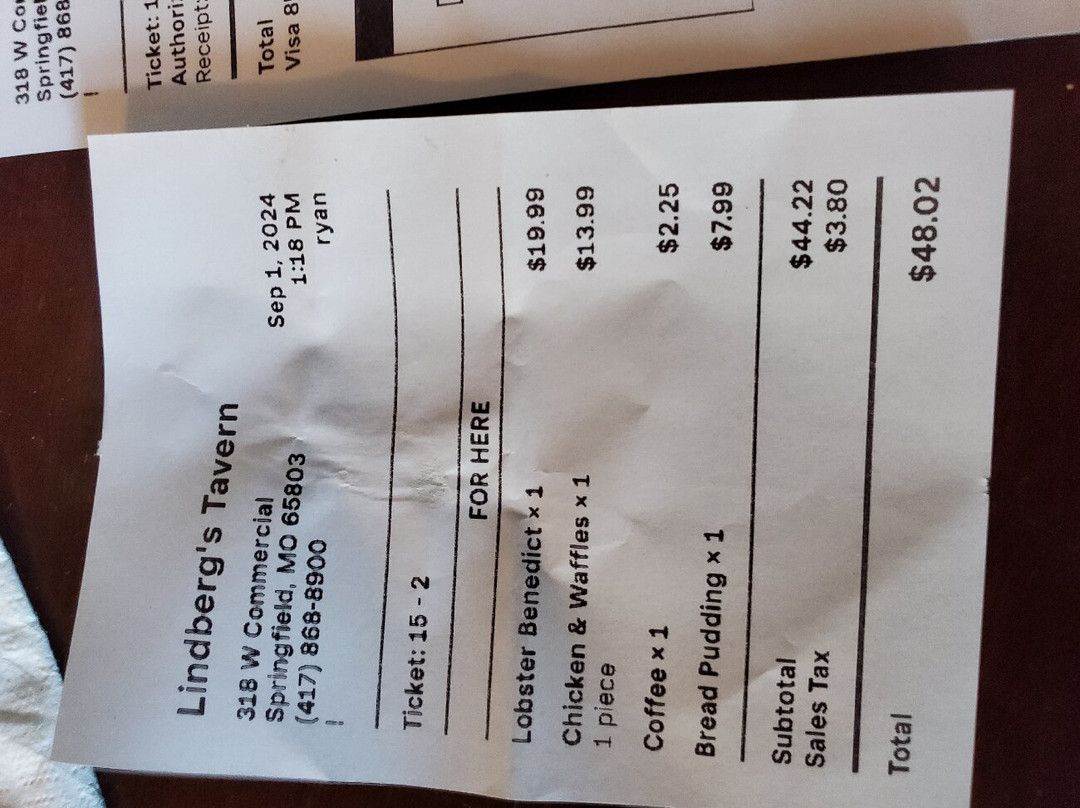 318 W Co
Springfie
(417) 868
!
Ticket: 1
Authoriz
Receipt:
Total
Visa 8
Lindberg's Tavern
318 W Commercial
Springfield, MO 65803
(417) 868-8900
!
Sep 1, 2024
1:18 PM
ryan
Ticket: 15 - 2
FOR HERE
Lobster Benedict × 1 $19.99
Chicken & Waffles × 1 $13.99
1 piece
Coffee × 1 $2.25
Bread Pudding × 1 $7.99
Subtotal $44.22
Sales Tax $3.80
Total $48.02